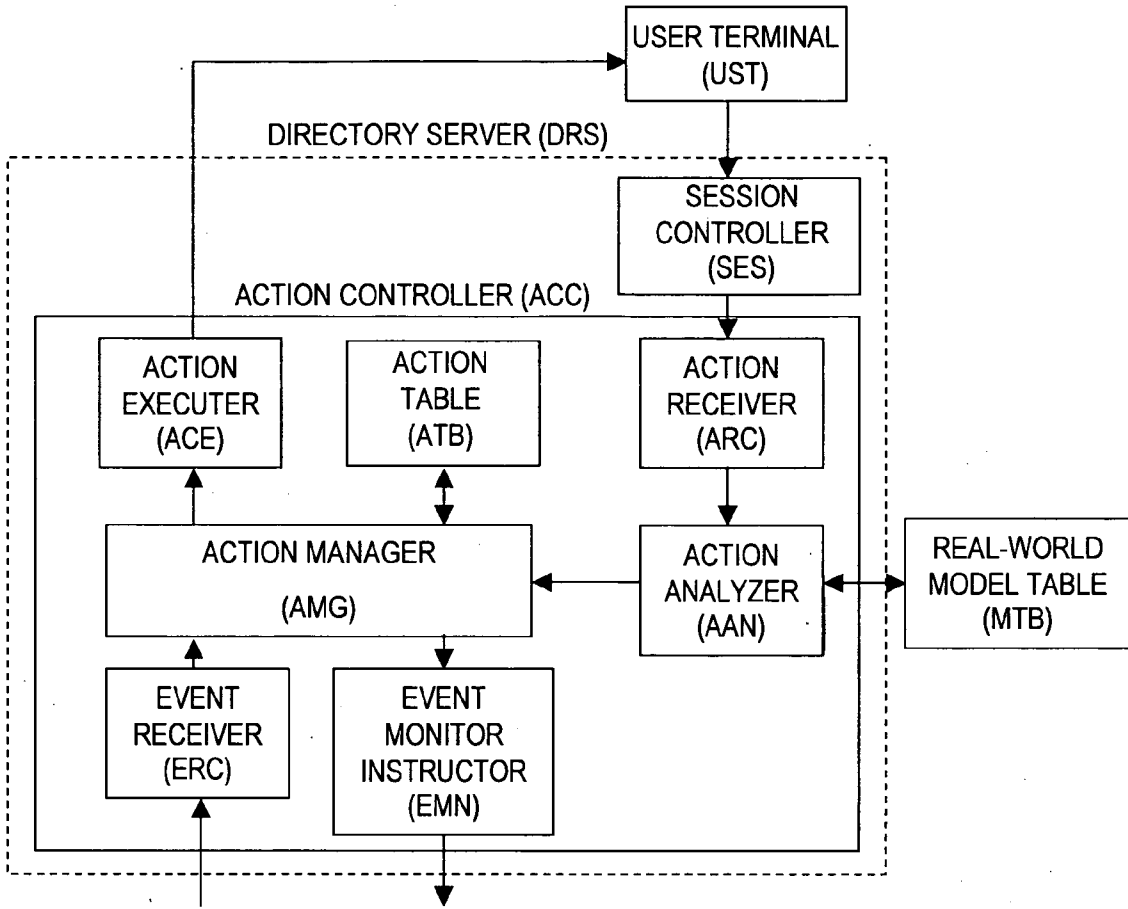 USER TERMINAL
(UST)
DIRECTORY SERVER (DRS)
SESSION
CONTROLLER
(SES)
ACTION CONTROLLER (ACC)
ACTION
EXECUTER
(ACE)
ACTION
TABLE
(ATB)
ACTION
RECEIVER
(ARC)
ACTION MANAGER
(AMG)
ACTION
ANALYZER
(AAN)
REAL-WORLD
MODEL TABLE
(MTB)
EVENT
RECEIVER
(ERC)
EVENT
MONITOR
INSTRUCTOR
(EMN)